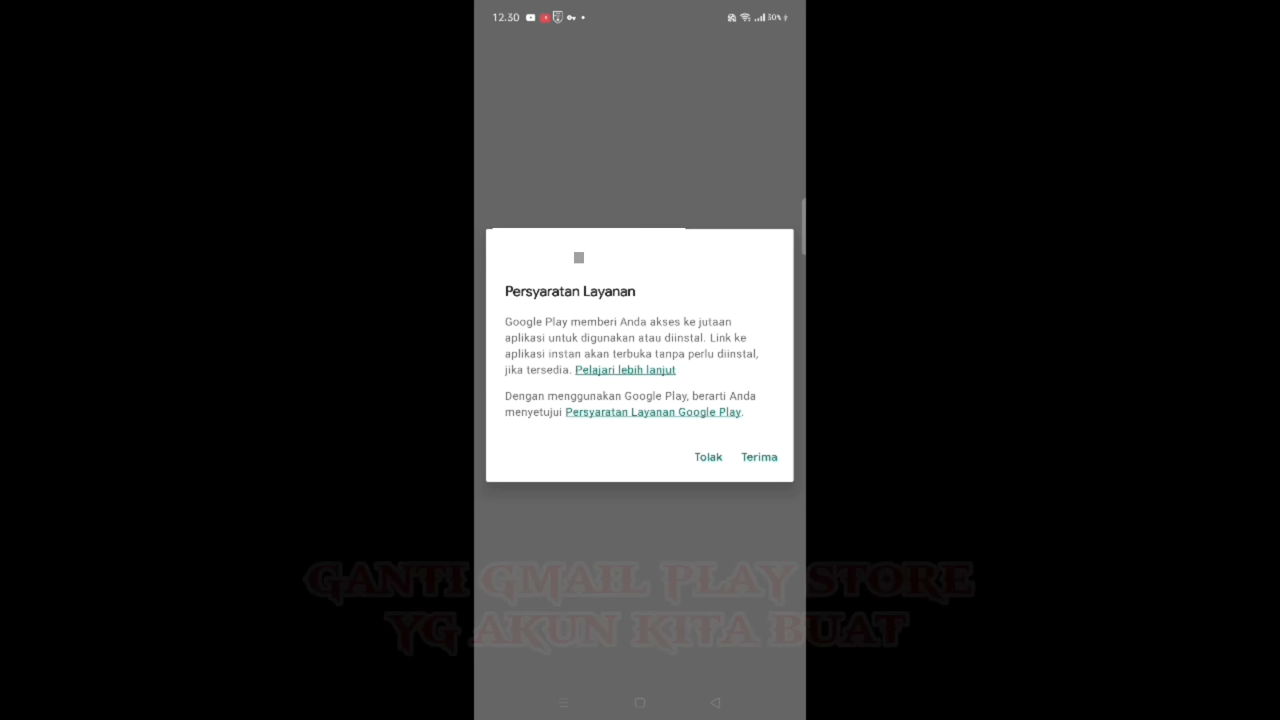 12.30
50%
Persyaratan Layanan
Google Play memberi Anda akses ke jutaan
aplikasi untuk digunakan atau diinstal. Link ke
aplikasi instan akan terbuka tanpa perlu diinstal,
jika tersedia. Pelajari lebih lanjut
Dengan menggunakan Google Play, berarti Anda
menyetujui Persyaratan Layanan Google Play.
Tolak Terima
GANTI GMAIL PLAY STORE
YG AKUN KITA BUAT